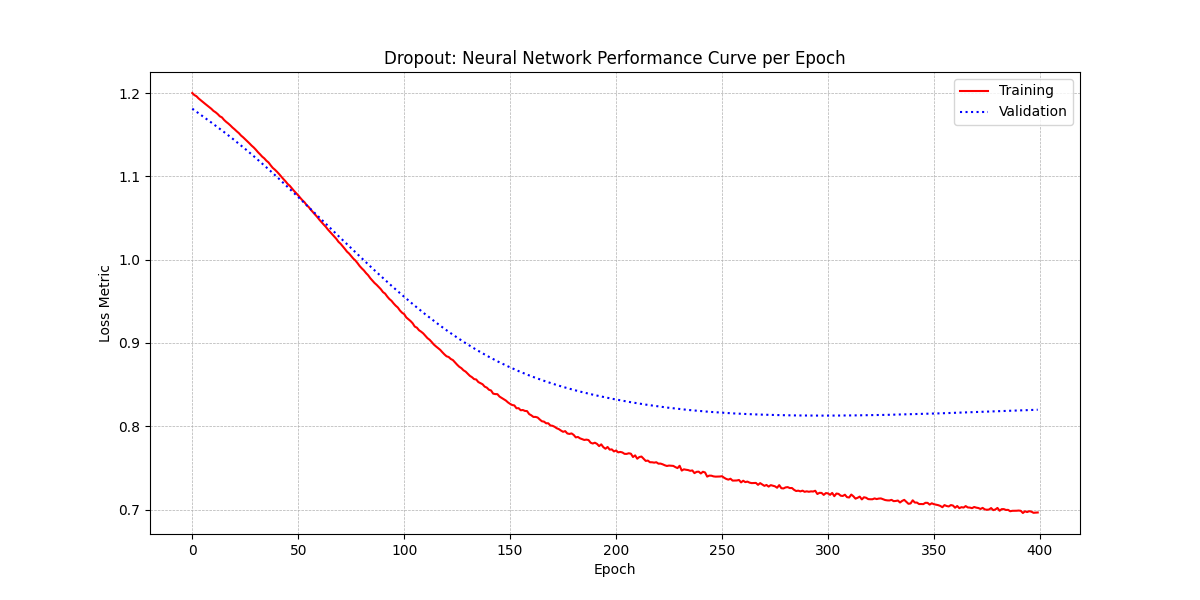 Dropout: Neural Network Performance Curve per Epoch
Training
Validation
Loss Metric
1.2
1.1
1.0
0.9
0.8
0.7
0 50 100 150 200 250 300 350 400
Epoch